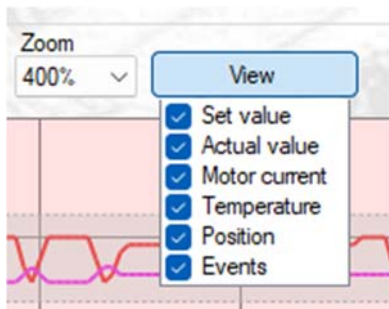 Zoom
400%
View
Set value
Actual value
Motor current
Temperature
Position
Events